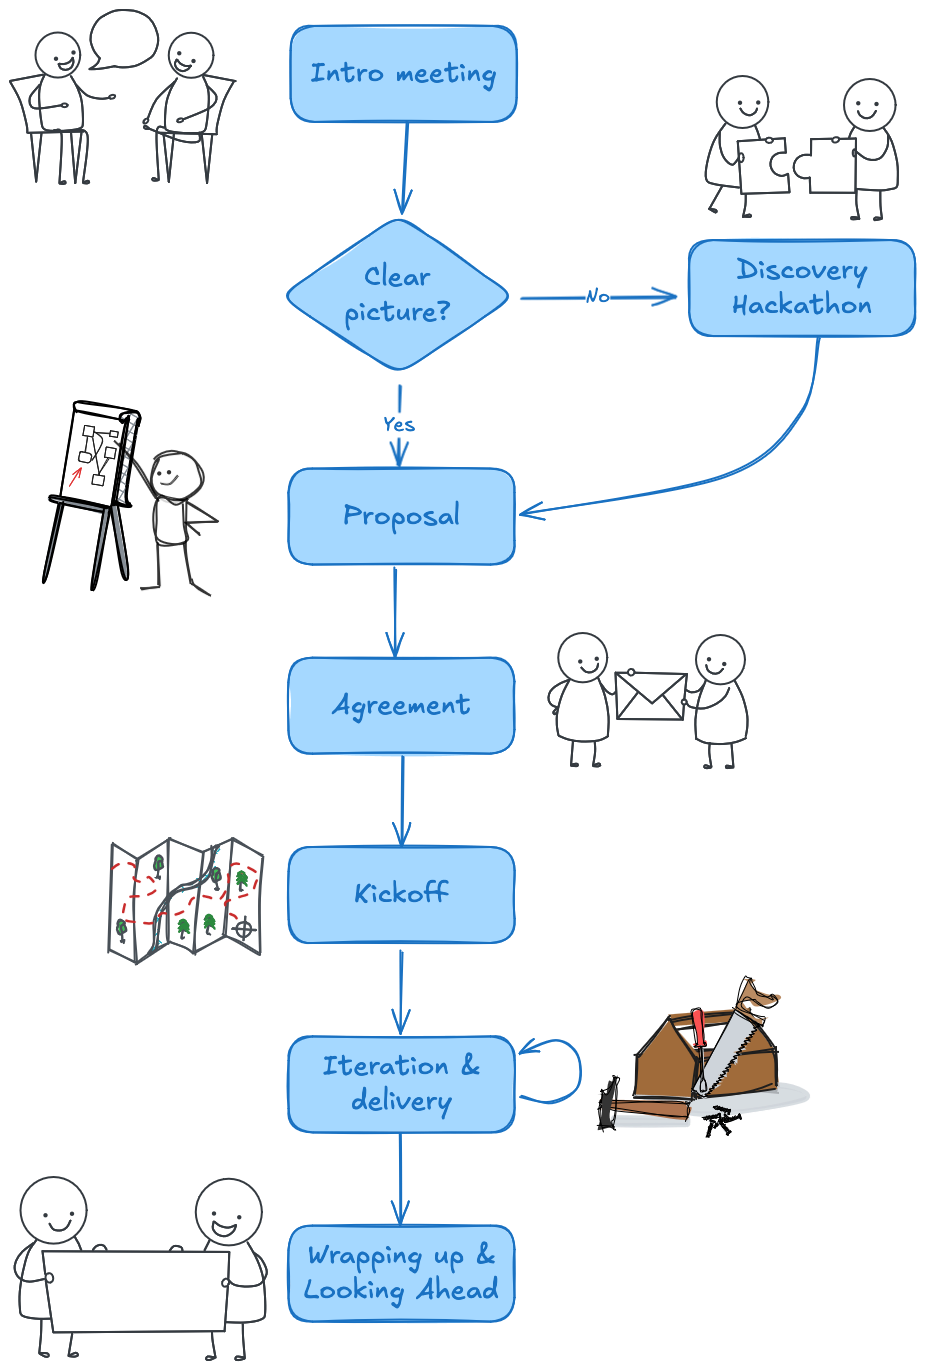 Intro meeting
Clear
picture?
No
Discovery
Hackathon
Yes
Proposal
Agreement
Kickoff
Iteration &
delivery
Wrapping up &
Looking Ahead